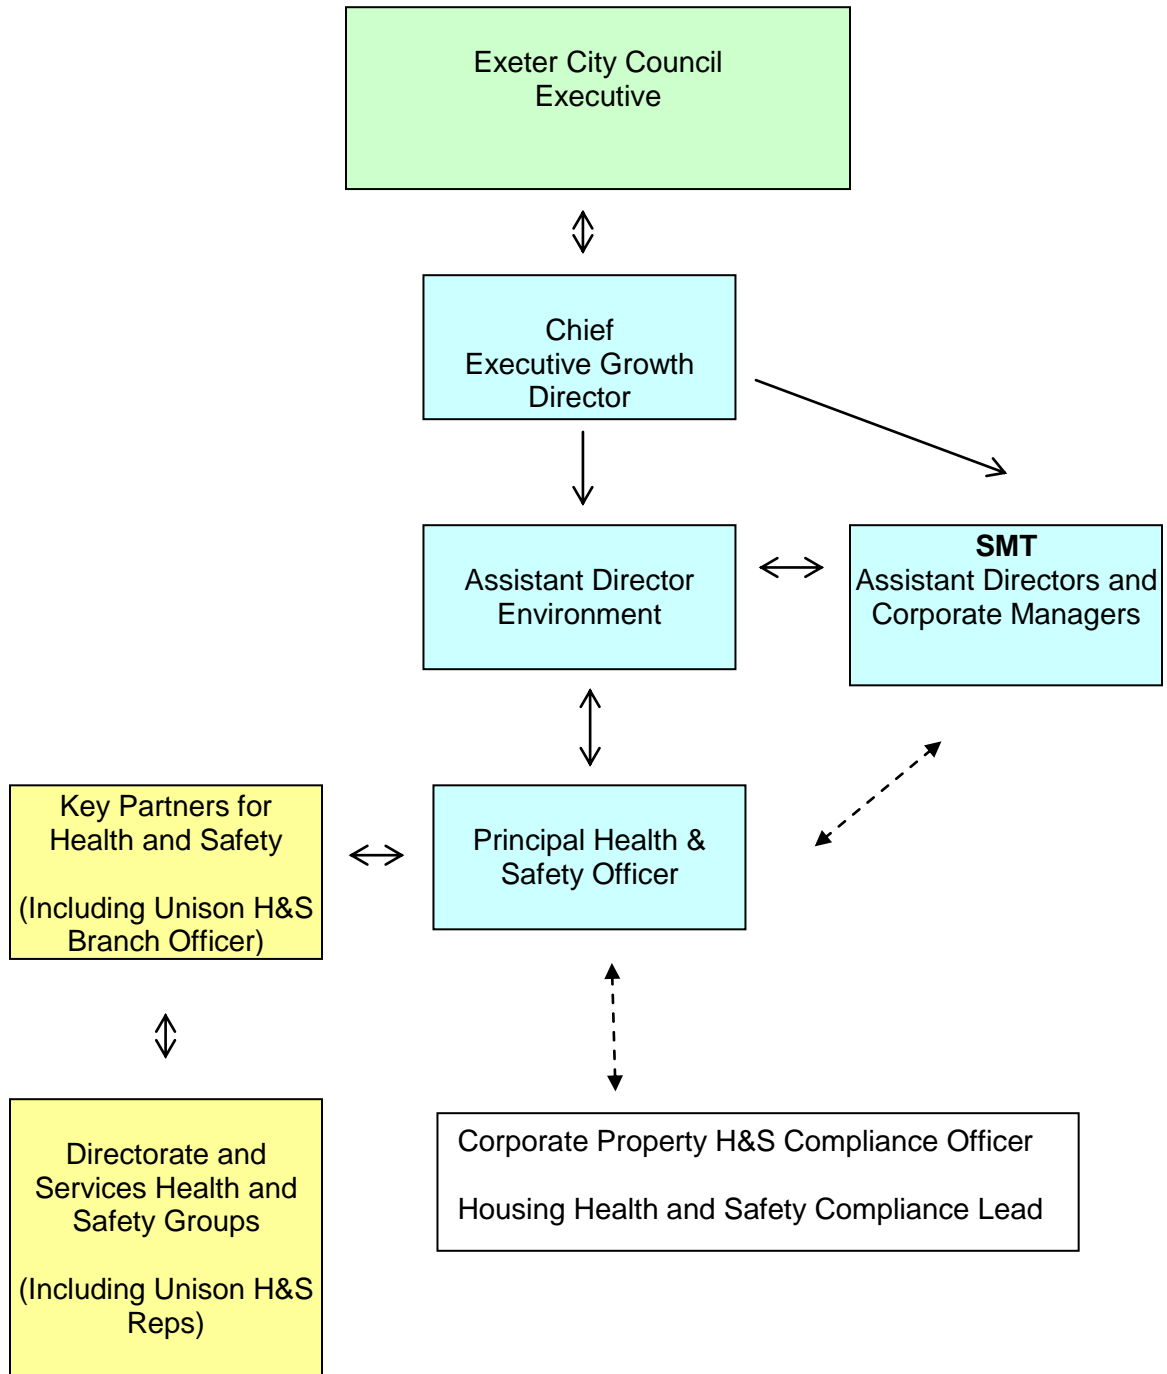 Exeter City Council
Executive
Chief
Executive Growth
Director
Assistant Director
Environment
SMT
Assistant Directors and
Corporate Managers
Key Partners for
Health and Safety
(Including Unison H&S
Branch Officer)
Principal Health &
Safety Officer
Directorate and
Services Health and
Safety Groups
(Including Unison H&S
Reps)
Corporate Property H&S Compliance Officer
Housing Health and Safety Compliance Lead